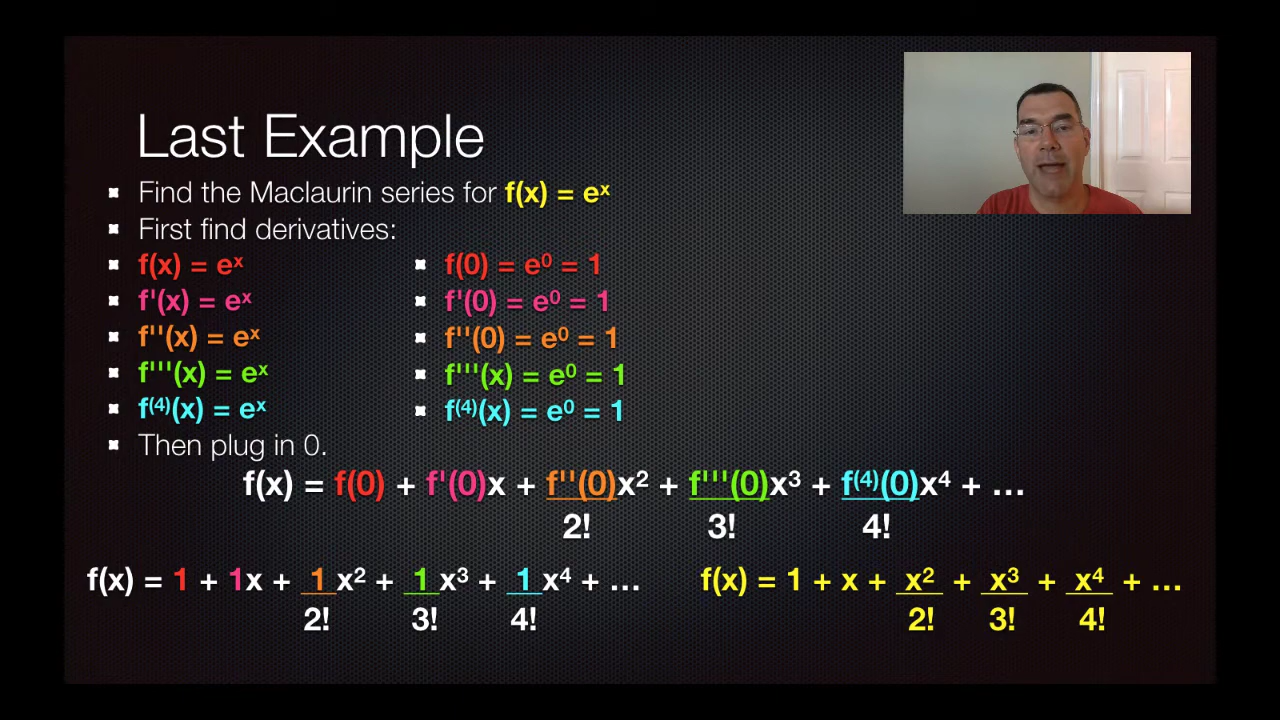 Last Example
Find the Maclaurin series for f(x) = eˣ
First find derivatives:
f(x) = eˣ
f(0) = e⁰ = 1
f'(x) = eˣ
f'(0) = e⁰ = 1
f''(x) = eˣ
f''(0) = e⁰ = 1
f'''(x) = eˣ
f'''(x) = e⁰ = 1
f⁽⁴⁾(x) = eˣ
f⁽⁴⁾(x) = e⁰ = 1
Then plug in 0.
f(x) = f(0) + f'(0)x + f''(0)x² + f'''(0)x³ + f⁽⁴⁾(0)x⁴ + …
2! 3! 4!
f(x) = 1 + 1x + 1 x² + 1 x³ + 1 x⁴ + …
2! 3! 4!
f(x) = 1 + x + x² + x³ + x⁴ + …
2! 3! 4!